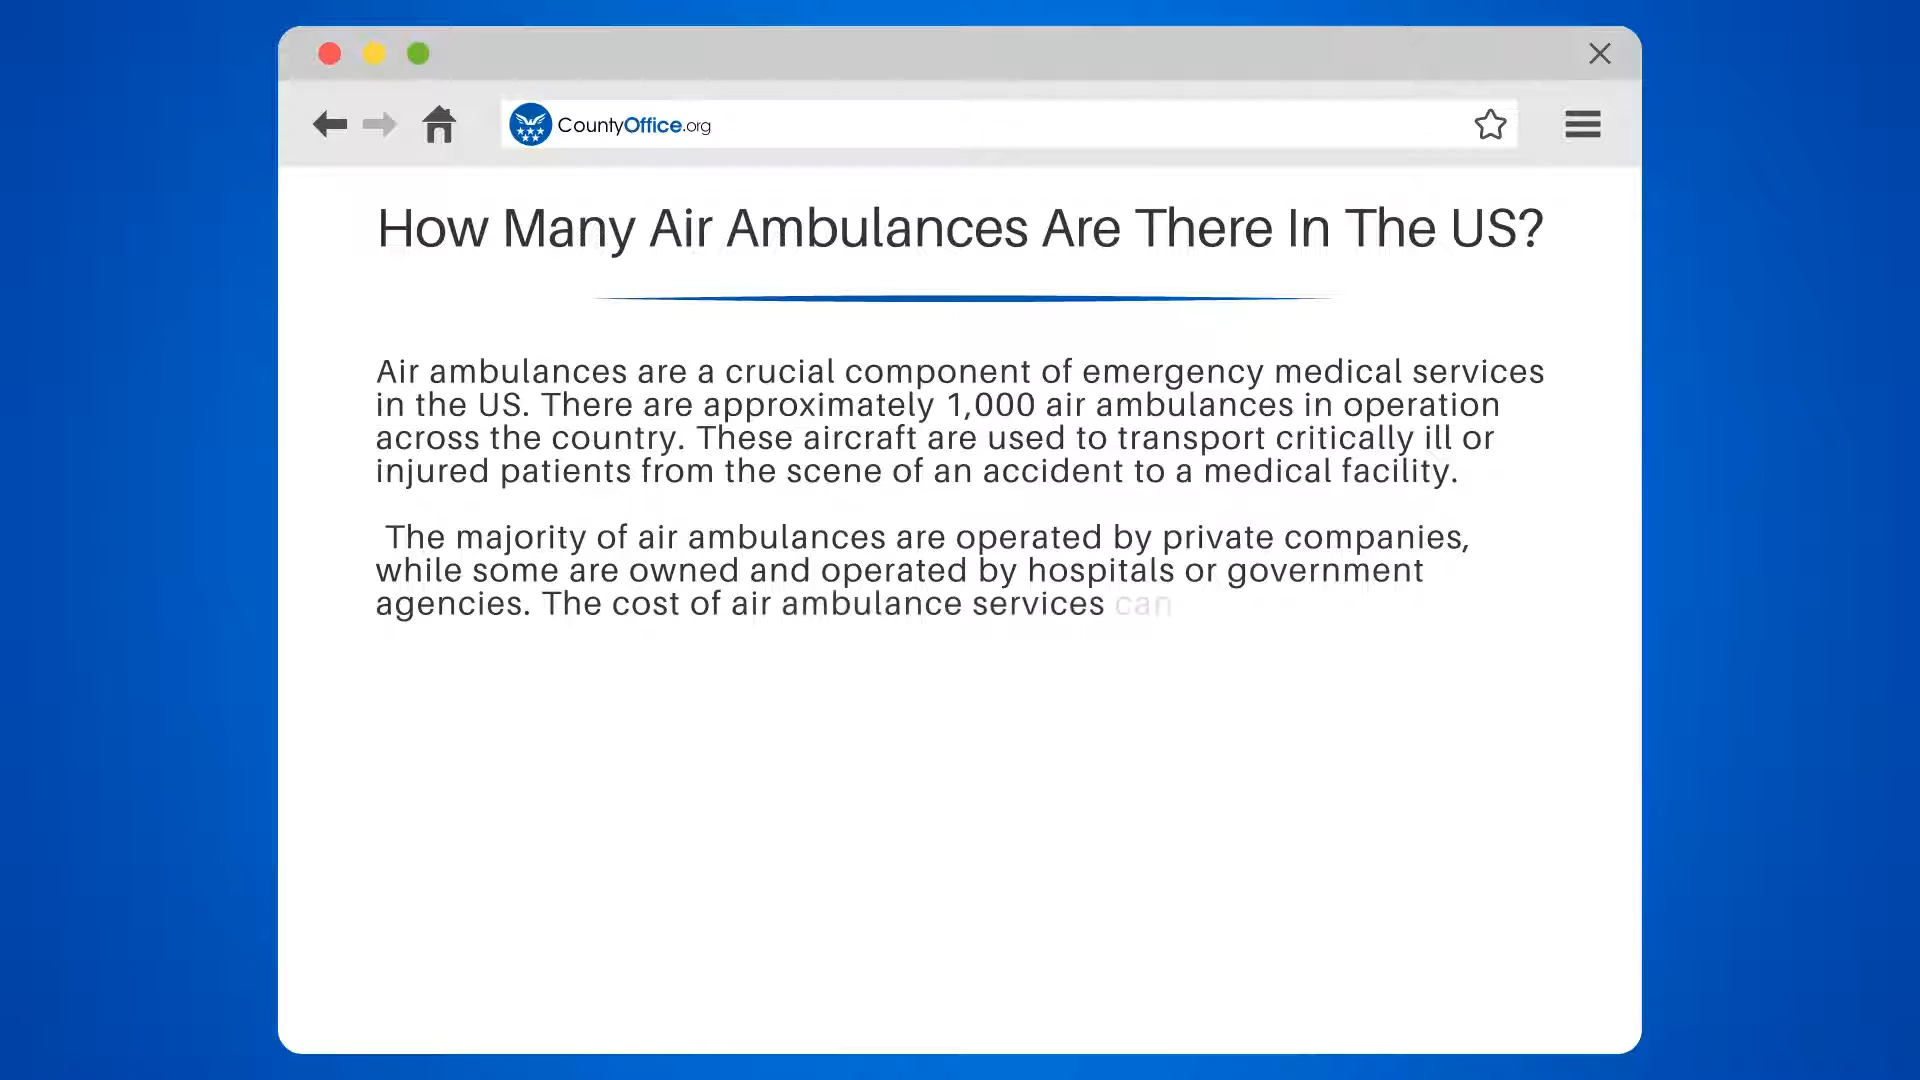 CountyOffice.org
How Many Air Ambulances Are There In The US?
Air ambulances are a crucial component of emergency medical services
in the US. There are approximately 1,000 air ambulances in operation
across the country. These aircraft are used to transport critically ill or
injured patients from the scene of an accident to a medical facility.
The majority of air ambulances are operated by private companies,
while some are owned and operated by hospitals or government
agencies. The cost of air ambulance services can